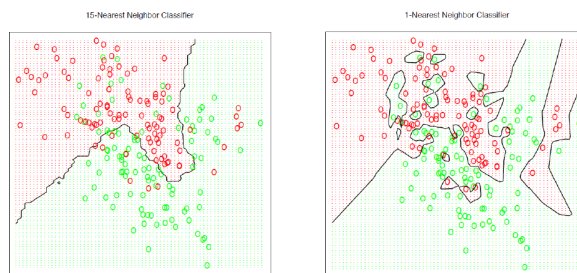 15-Nearest Neighbor Classifier
1-Nearest Neighbor Classifier